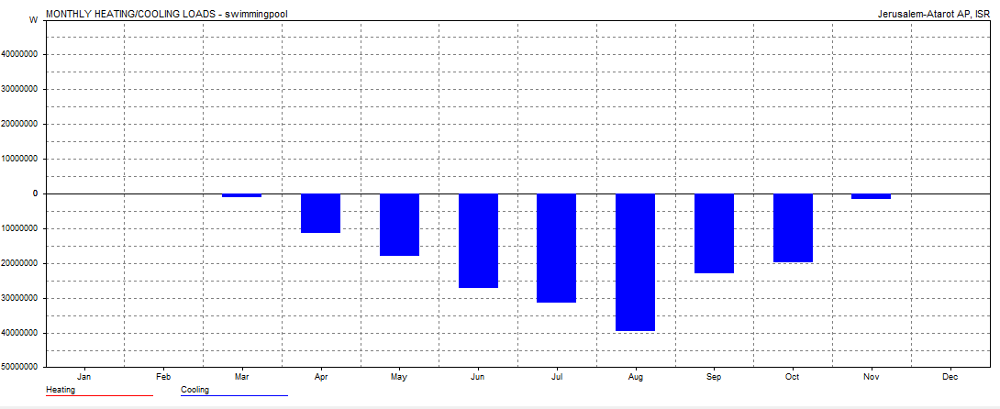 MONTHLY HEATING/COOLING LOADS - swimmingpool
Jerusalem-Atarot AP, ISR
W
40000000
30000000
20000000
10000000
0
10000000
20000000
30000000
40000000
50000000
Jan Feb Mar Apr May Jun Jul Aug Sep Oct Nov Dec
Heating Cooling